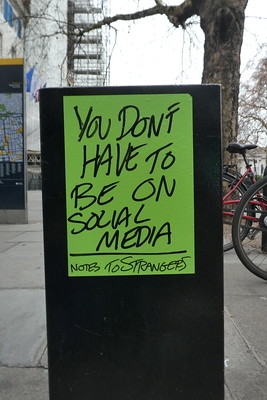 YOU DON'T
HAVE TO
BE ON
SOCIAL
MEDIA
NOTES TO STRANGERS